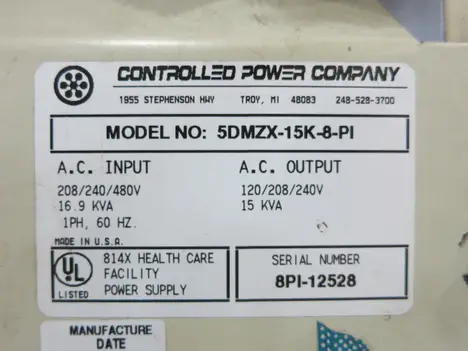 CONTROLLED POWER COMPANY
1955 STEPHENSON HWY TROY, MI 48083 248-528-3700
MODEL NO: 5DMZX-15K-8-PI
A.C. INPUT
208/240/480V
16.9 KVA
1PH, 60 HZ.
A.C. OUTPUT
120/208/240V
15 KVA
MADE IN U.S.A.
UL
LISTED
814X HEALTH CARE
FACILITY
POWER SUPPLY
SERIAL NUMBER
8PI-12528
MANUFACTURE
DATE